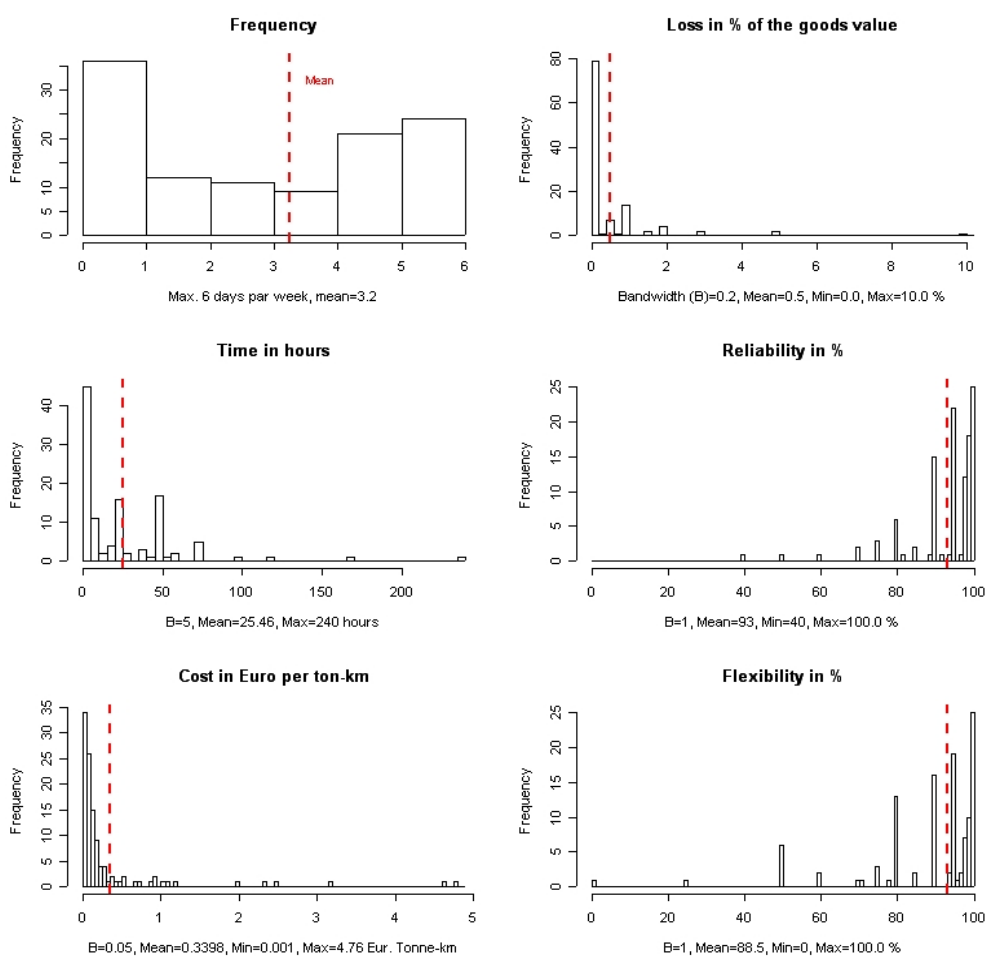 Frequency
Mean
Frequency
0 5 10 20 30
0 1 2 3 4 5 6
Max. 6 days par week, mean=3.2
Loss in % of the goods value
Frequency
0 20 40 60 80
0 2 4 6 8 10
Bandwidth (B)=0.2, Mean=0.5, Min=0.0, Max=10.0 %
Time in hours
Frequency
0 10 20 30 40
0 50 100 150 200
B=5, Mean=25.46, Max=240 hours
Reliability in %
Frequency
0 5 10 15 20 25
0 20 40 60 80 100
B=1, Mean=93, Min=40, Max=100.0 %
Cost in Euro per ton-km
Frequency
0 5 10 15 20 25 30 35
0 1 2 3 4 5
B=0.05, Mean=0.3398, Min=0.001, Max=4.76 Eur. Tonne-km
Flexibility in %
Frequency
0 5 10 15 20 25
0 20 40 60 80 100
B=1, Mean=88.5, Min=0, Max=100.0 %